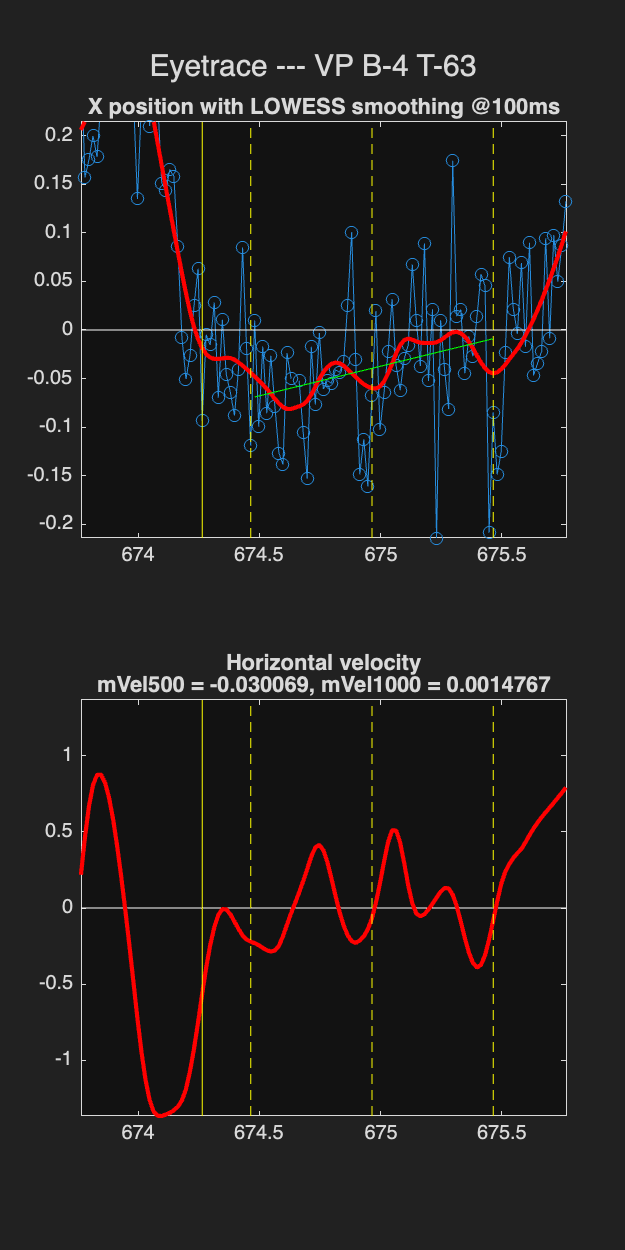 Eyetrace --- VP B-4 T-63
X position with LOWESS smoothing @100ms
0.2
0.15
0.1
0.05
0
-0.05
-0.1
-0.15
-0.2
674 674.5 675 675.5
Horizontal velocity
mVel500 = -0.030069, mVel1000 = 0.0014767
1
0.5
0
-0.5
-1
674 674.5 675 675.5